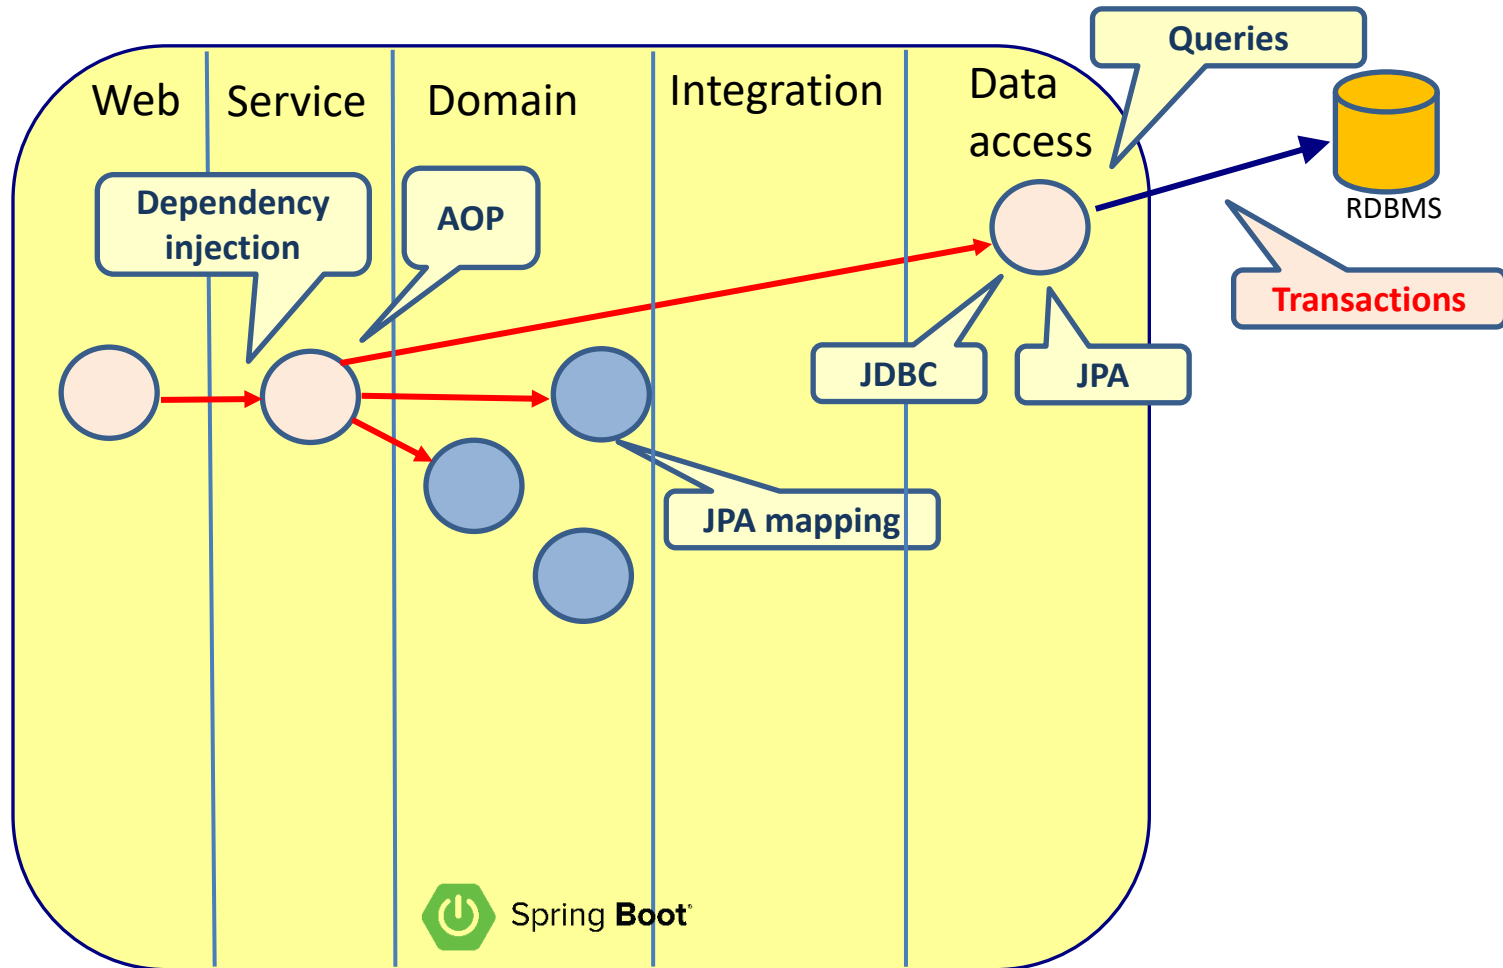 Queries
Web
Service
Domain
Integration
Data
access
RDBMS
Dependency
injection
AOP
Transactions
JDBC
JPA
JPA mapping
Spring Boot